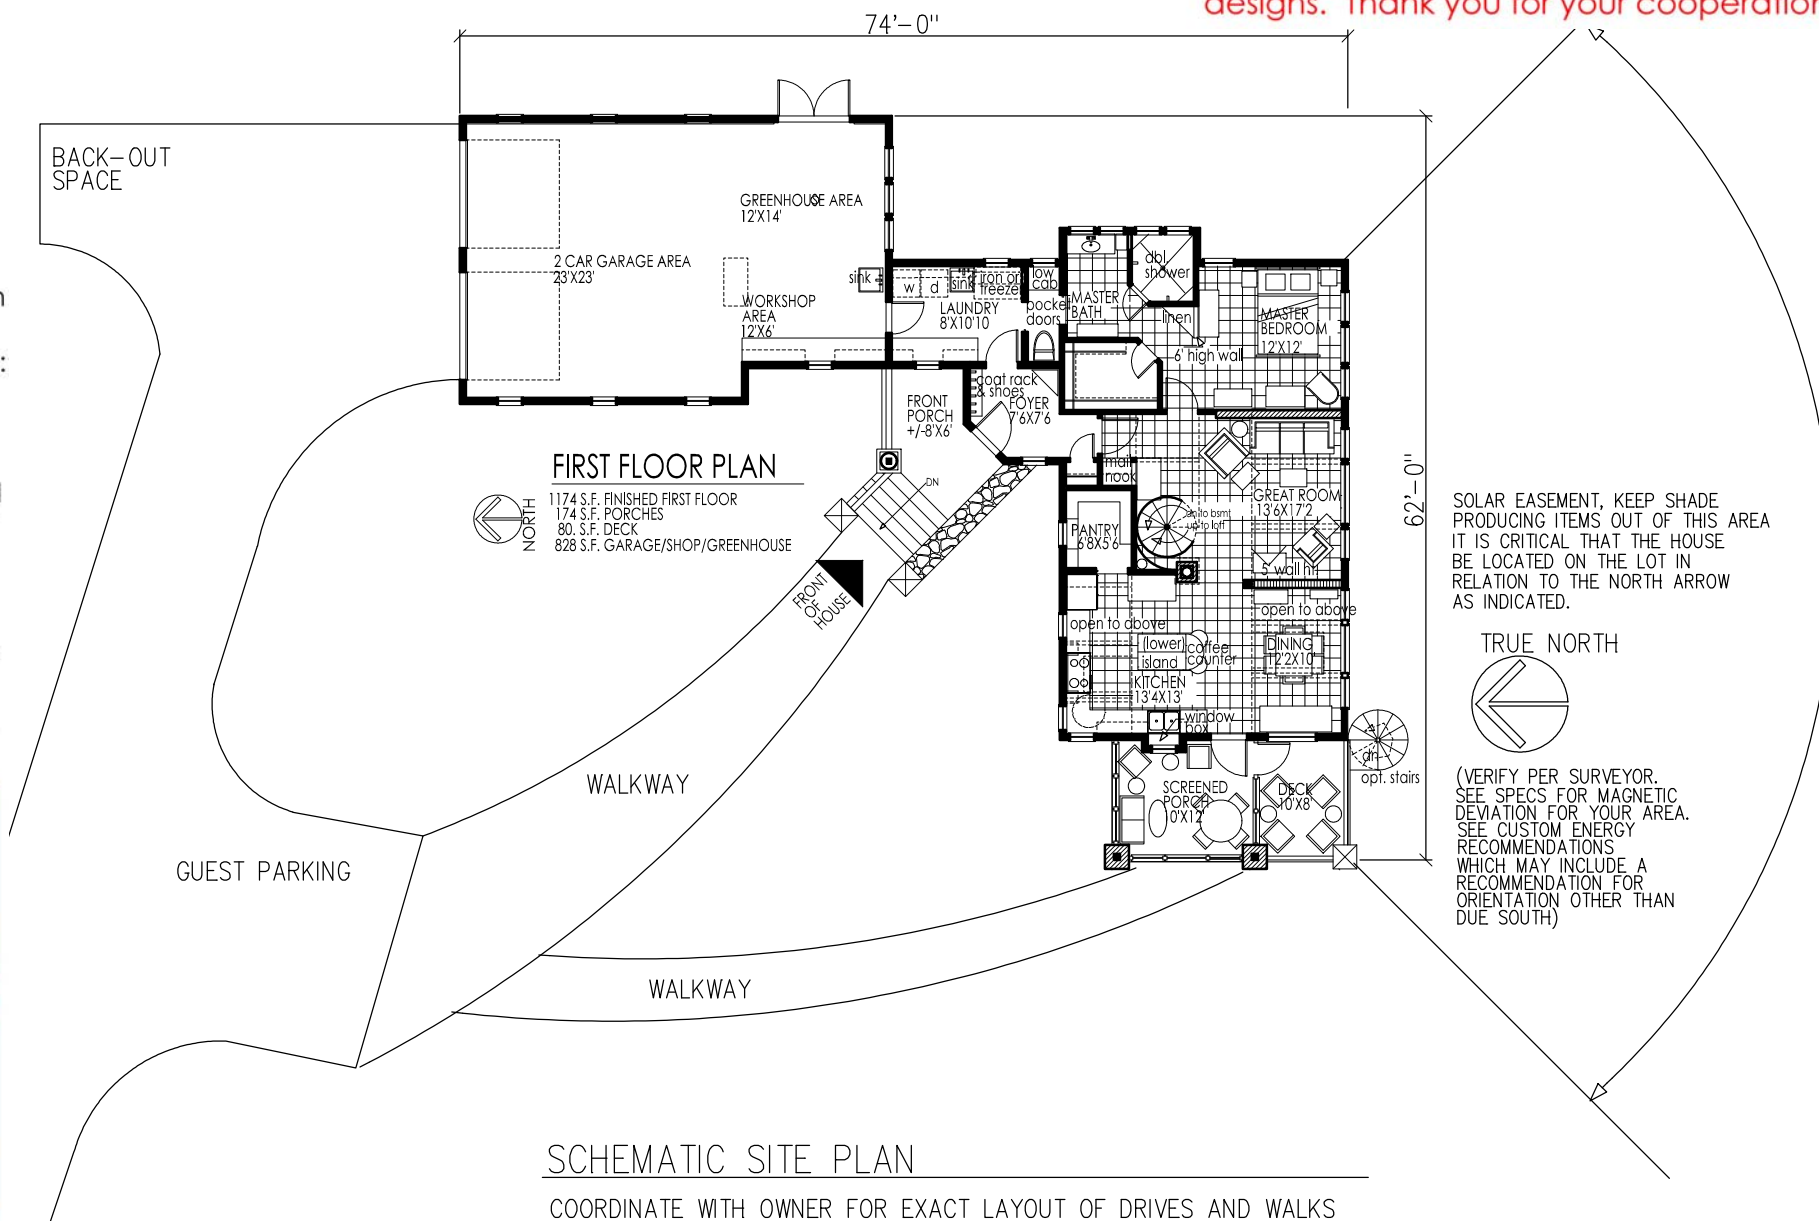 designs. Thank you for your cooperation
74'-0"
BACK-OUT
SPACE
GREENHOUSE AREA
12'X14'
2 CAR GARAGE AREA
23'X23'
WORKSHOP
AREA
12'X6'
sink
w
d
sink
iron or
freezer
LAUNDRY
8'X10'10
low
cab
pocket
doors
MASTER
BATH
dbl
shower
linen
6' high wall
MASTER
BEDROOM
12'X12'
coat rack
& shoes
FOYER
7'6X7'6
FRONT
PORCH
+/-8'X6'
DN
mail
nook
GREAT ROOM
13'6X17'2
dn to bsmt
up to loft
PANTRY
6'8X5'6
5' wall ht
open to above
open to above
(lower)
island
coffee
counter
KITCHEN
13'4X13'
DINING
12'2X10'
window
box
SCREENED
PORCH
10'X12'
DECK
10'X8'
dn
opt. stairs
62'-0"
FIRST FLOOR PLAN
NORTH
1174 S.F. FINISHED FIRST FLOOR
174 S.F. PORCHES
80. S.F. DECK
828 S.F. GARAGE/SHOP/GREENHOUSE
FRONT
OF
HOUSE
WALKWAY
GUEST PARKING
WALKWAY
SOLAR EASEMENT, KEEP SHADE
PRODUCING ITEMS OUT OF THIS AREA
IT IS CRITICAL THAT THE HOUSE
BE LOCATED ON THE LOT IN
RELATION TO THE NORTH ARROW
AS INDICATED.
TRUE NORTH
(VERIFY PER SURVEYOR.
SEE SPECS FOR MAGNETIC
DEVIATION FOR YOUR AREA.
SEE CUSTOM ENERGY
RECOMMENDATIONS
WHICH MAY INCLUDE A
RECOMMENDATION FOR
ORIENTATION OTHER THAN
DUE SOUTH)
SCHEMATIC SITE PLAN
COORDINATE WITH OWNER FOR EXACT LAYOUT OF DRIVES AND WALKS